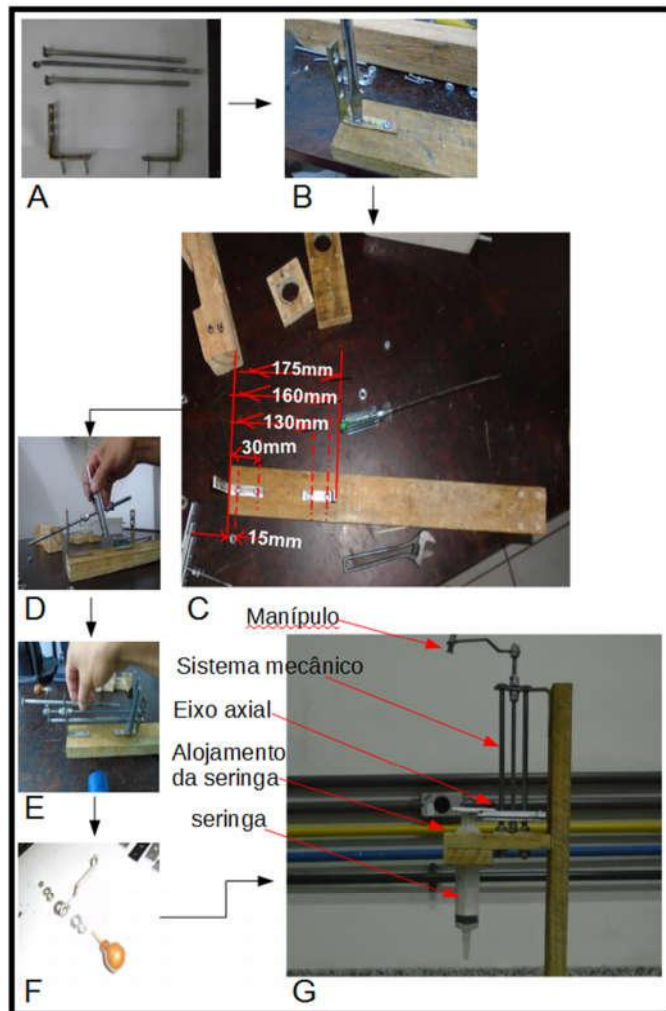 A
B
175mm
160mm
130mm
30mm
15mm
D
C
Manípulo
Sistema mecânico
Eixo axial
Alojamento
da seringa
seringa
E
F
G